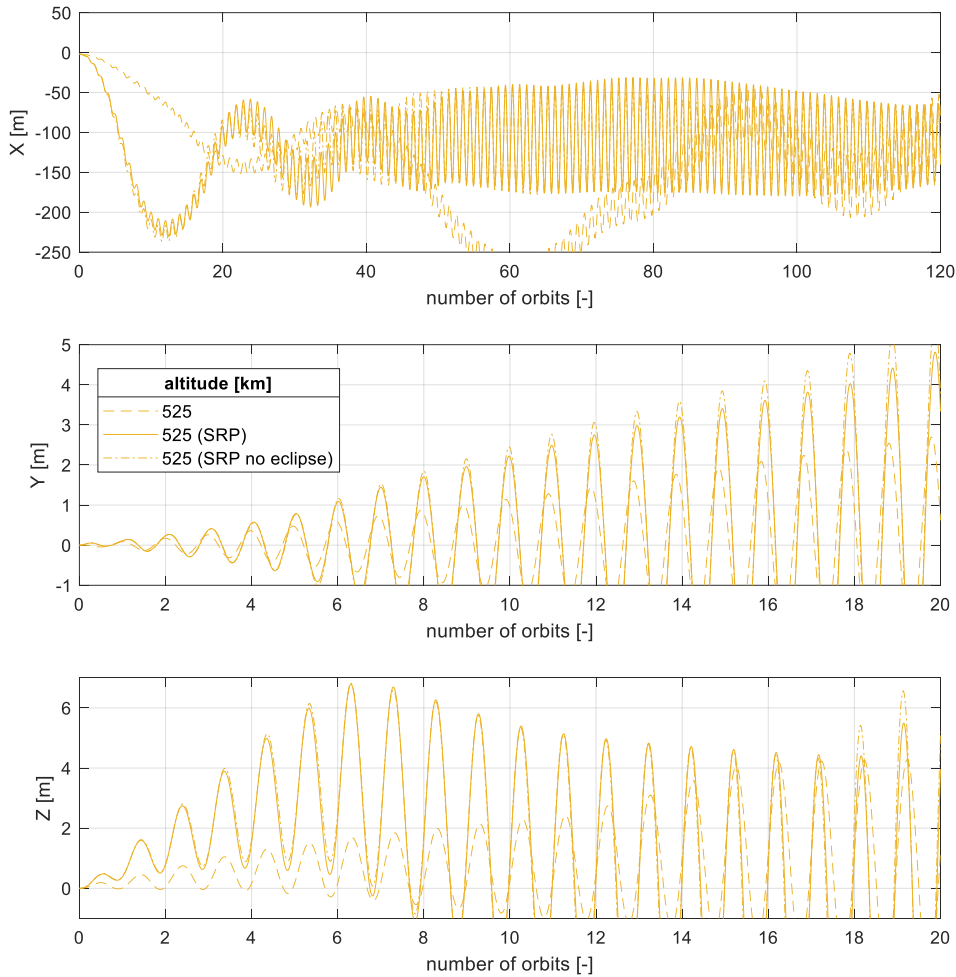 50
0
-50
-100
-150
-200
-250
X [m]
0 20 40 60 80 100 120
number of orbits [-]
5
4
3
2
1
0
-1
Y [m]
altitude [km]
525
525 (SRP)
525 (SRP no eclipse)
0 2 4 6 8 10 12 14 16 18 20
number of orbits [-]
6
4
2
0
Z [m]
0 2 4 6 8 10 12 14 16 18 20
number of orbits [-]